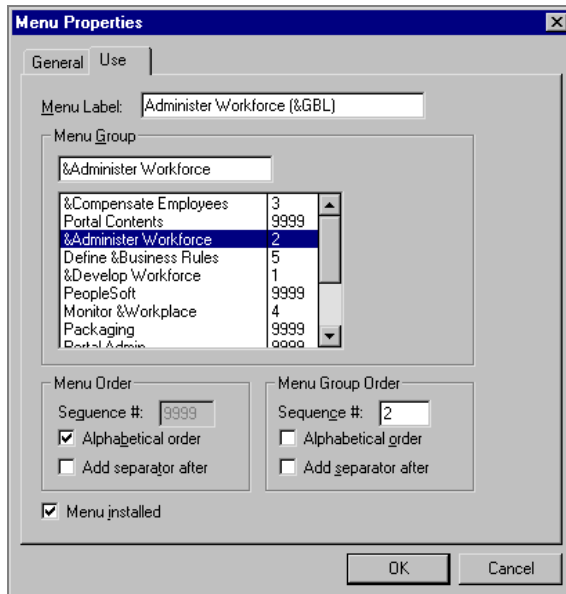 Menu Properties
General Use
Menu Label: Administer Workforce (&GBL)
Menu Group
&Administer Workforce
&Compensate Employees 3
Portal Contents 9999
&Administer Workforce 2
Define &Business Rules 5
&Develop Workforce 1
PeopleSoft 9999
Monitor &Workplace 4
Packaging 9999
Portal Admin 9999
Menu Order Menu Group Order
Sequence #: 9999 Sequence #: 2
Alphabetical order Alphabetical order
Add separator after Add separator after
Menu installed
OK Cancel